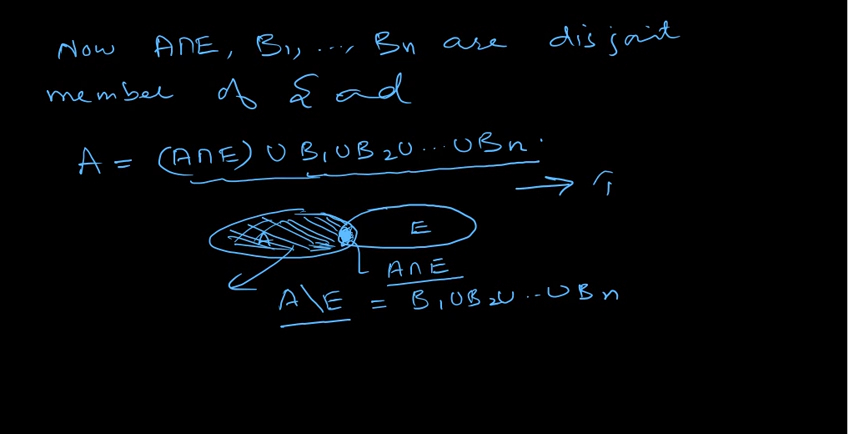 Now A∩E, B₁, ..., Bn are disjoint
member of Σ and
A = (A∩E) ∪ B₁∪B₂∪...∪Bn.
A E
A∩E
A\E = B₁∪B₂∪...∪Bn